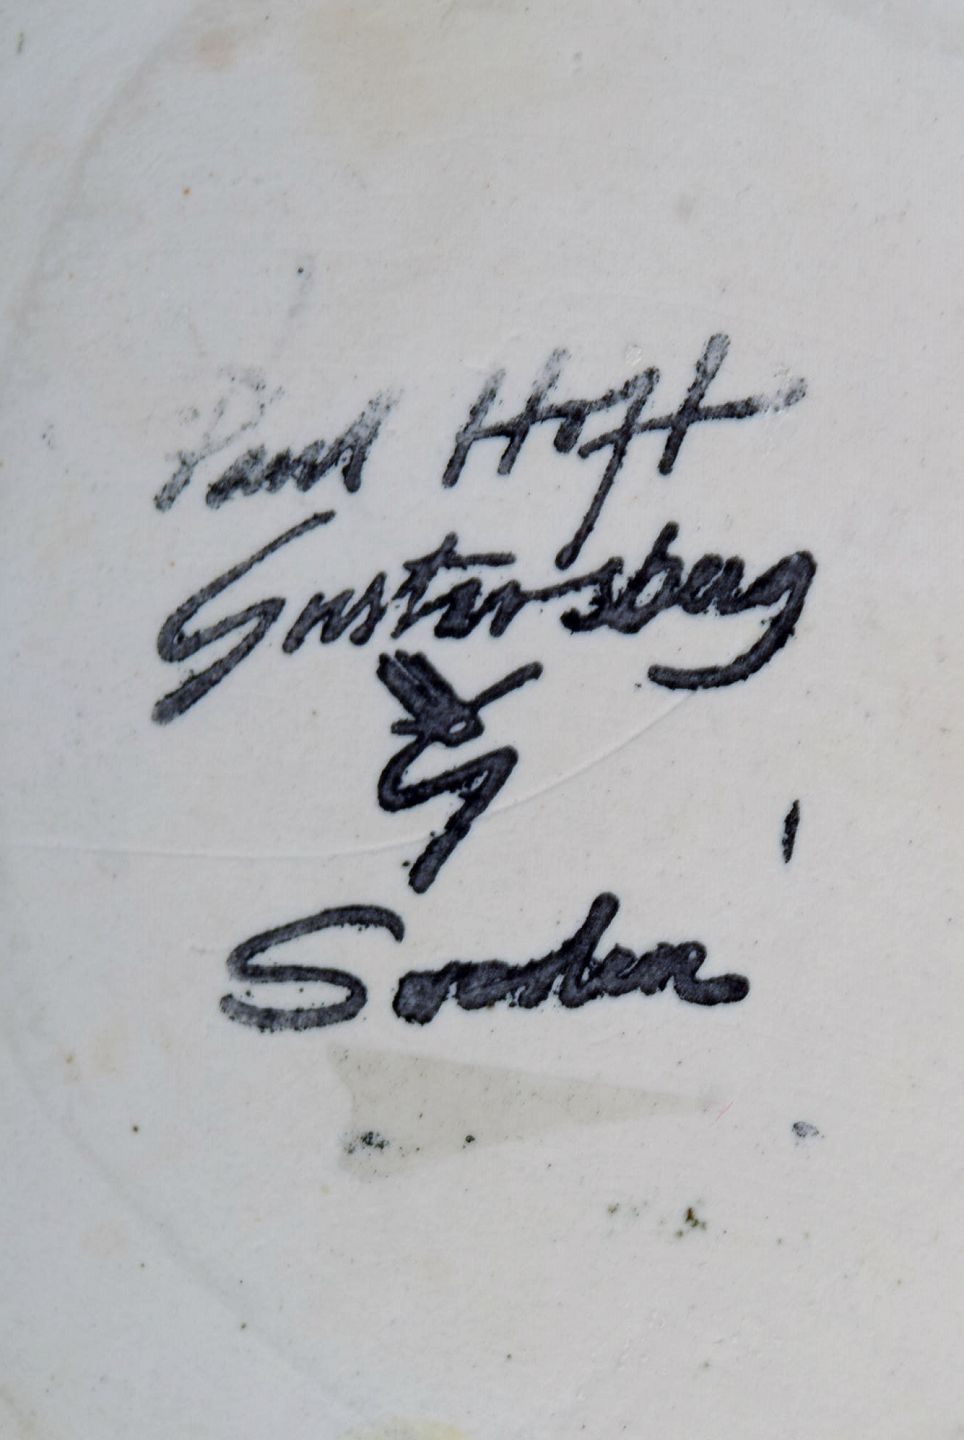 Paul Hoff
Gustavsberg
G
Sweden